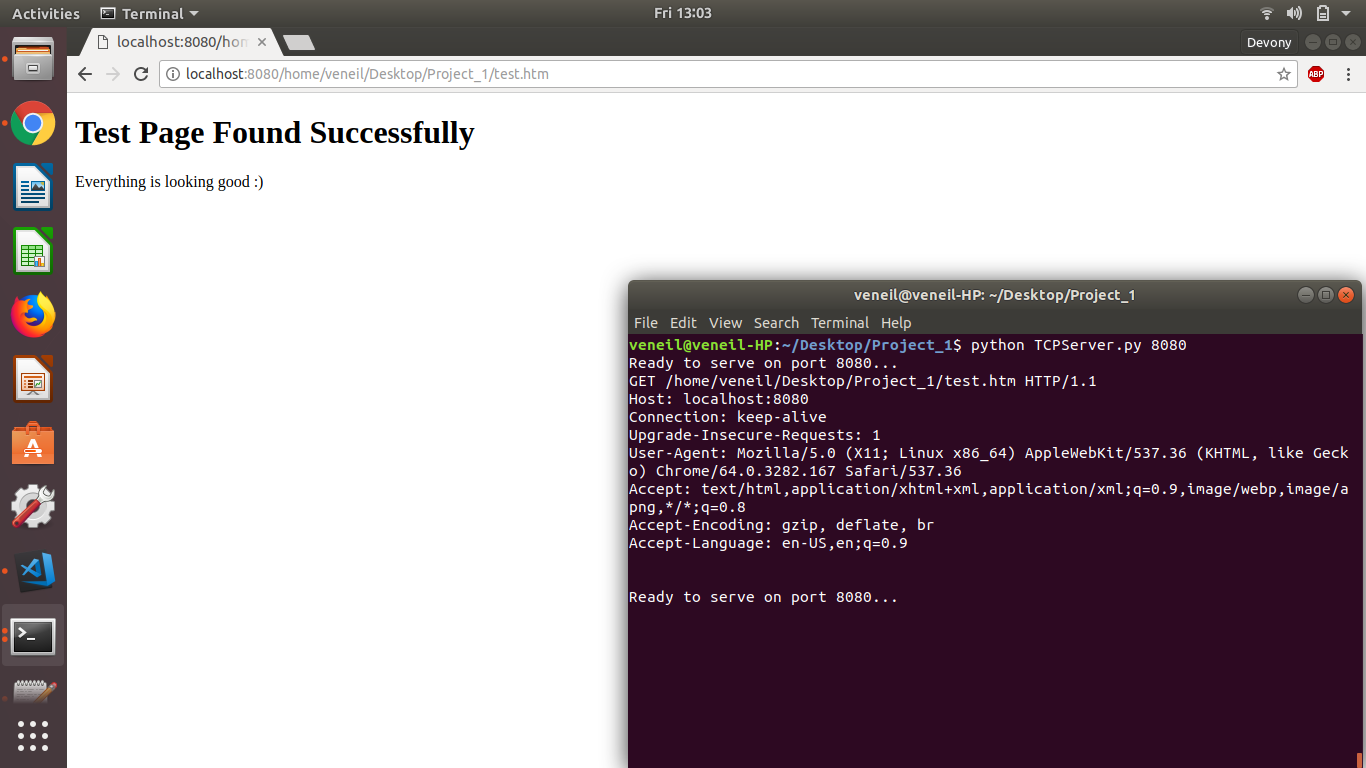 Activities Terminal Fri 13:03
localhost:8080/hom
Devony
localhost:8080/home/veneil/Desktop/Project_1/test.htm
ABP
Test Page Found Successfully
Everything is looking good :)
veneil@veneil-HP: ~/Desktop/Project_1
File Edit View Search Terminal Help
veneil@veneil-HP:~/Desktop/Project_1$ python TCPServer.py 8080
Ready to serve on port 8080...
GET /home/veneil/Desktop/Project_1/test.htm HTTP/1.1
Host: localhost:8080
Connection: keep-alive
Upgrade-Insecure-Requests: 1
User-Agent: Mozilla/5.0 (X11; Linux x86_64) AppleWebKit/537.36 (KHTML, like Geck
o) Chrome/64.0.3282.167 Safari/537.36
Accept: text/html,application/xhtml+xml,application/xml;q=0.9,image/webp,image/a
png,*/*;q=0.8
Accept-Encoding: gzip, deflate, br
Accept-Language: en-US,en;q=0.9
Ready to serve on port 8080...